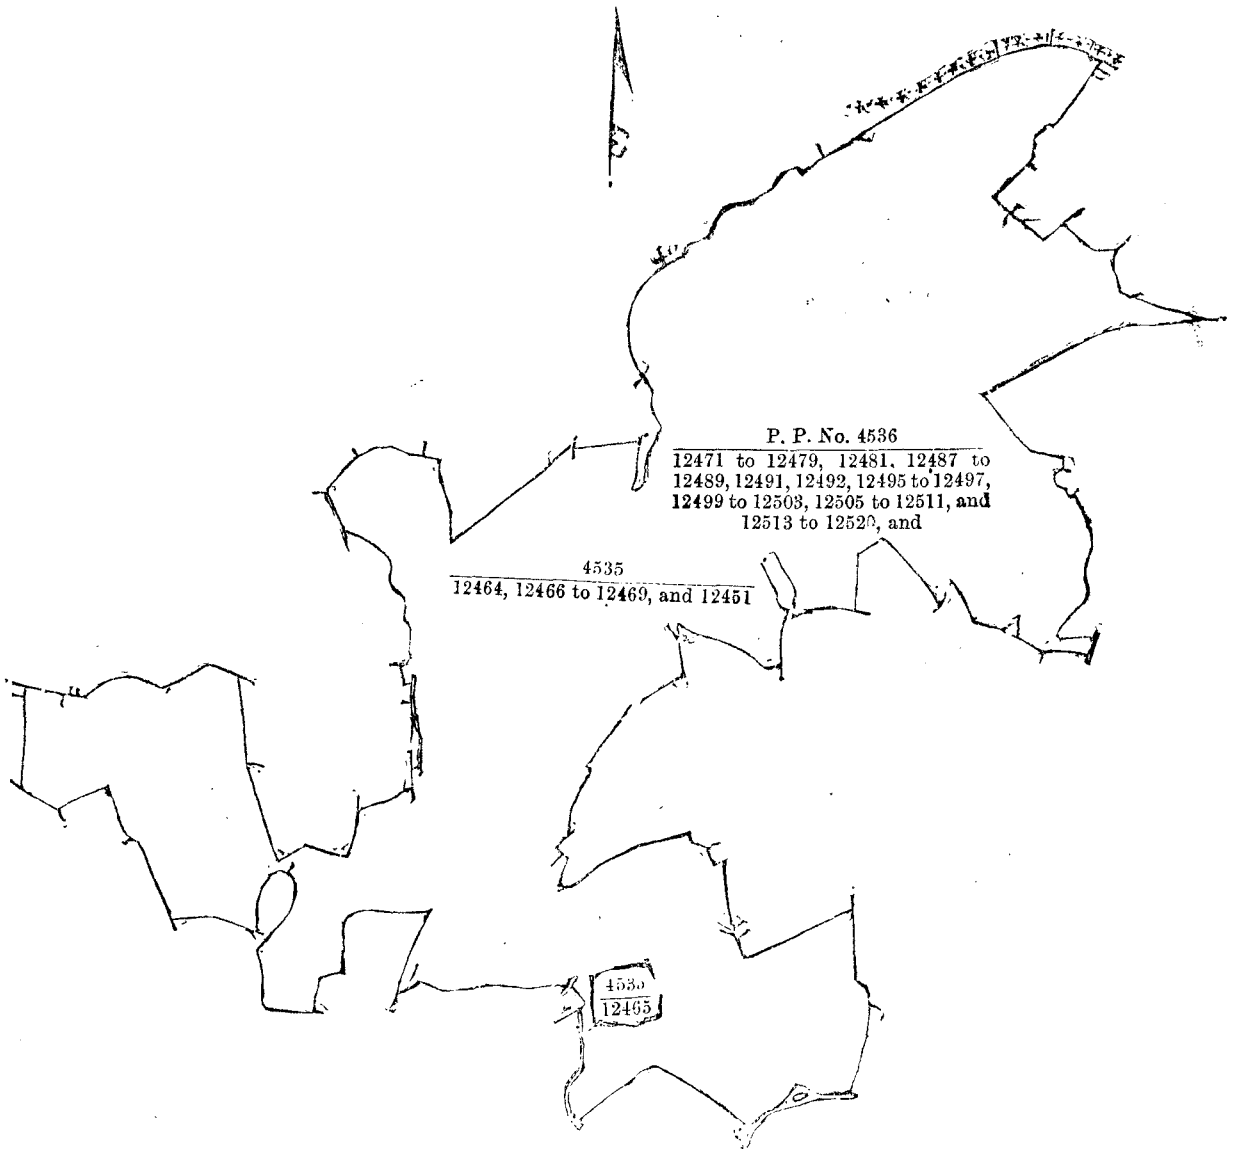 P. P. No. 4536
12471 to 12479, 12481, 12487 to
12489, 12491, 12492, 12495 to 12497,
12499 to 12503, 12505 to 12511, and
12513 to 12520, and
4535
12464, 12466 to 12469, and 12451
4535
12465